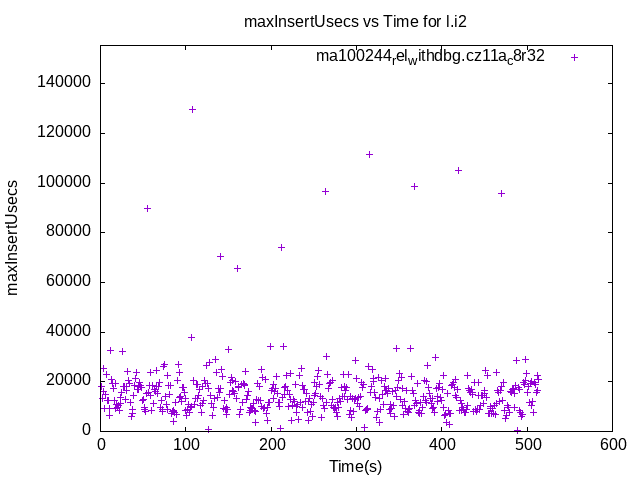 maxInsertUsecs vs Time for l.i2
ma100244relwithdbg.cz11ac8r32
140000
120000
100000
80000
60000
40000
20000
0
maxInsertUsecs
0 100 200 300 400 500 600
Time(s)